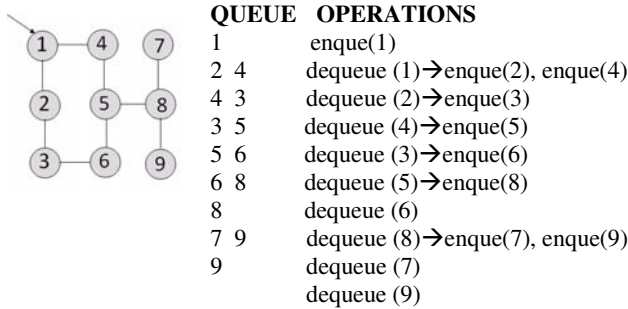 QUEUE OPERATIONS
1 enque(1)
2 4 dequeue (1)→enque(2), enque(4)
4 3 dequeue (2)→enque(3)
3 5 dequeue (4)→enque(5)
5 6 dequeue (3)→enque(6)
6 8 dequeue (5)→enque(8)
8 dequeue (6)
7 9 dequeue (8)→enque(7), enque(9)
9 dequeue (7)
dequeue (9)
1 4 7
2 5 8
3 6 9